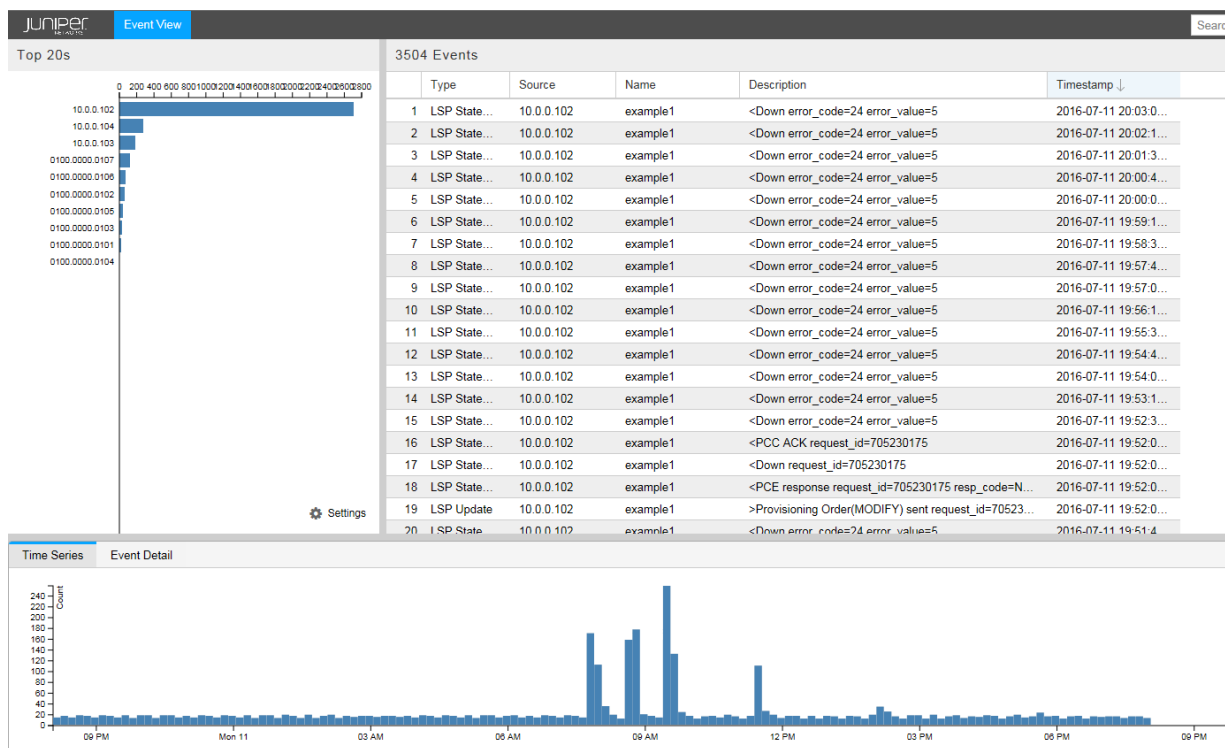 JUNIPER NETWORKS Event View Sear
Top 20s
3504 Events
0 200 400 600 800 1000 1200 1400 1600 1800 2000 2200 2400 2600 2800
10.0.0.102
10.0.0.104
10.0.0.103
0100.0000.0107
0100.0000.0106
0100.0000.0102
0100.0000.0105
0100.0000.0103
0100.0000.0101
0100.0000.0104
Settings
Type Source Name Description Timestamp
1 LSP State... 10.0.0.102 example1 <Down error_code=24 error_value=5 2016-07-11 20:03:0...
2 LSP State... 10.0.0.102 example1 <Down error_code=24 error_value=5 2016-07-11 20:02:1...
3 LSP State... 10.0.0.102 example1 <Down error_code=24 error_value=5 2016-07-11 20:01:3...
4 LSP State... 10.0.0.102 example1 <Down error_code=24 error_value=5 2016-07-11 20:00:4...
5 LSP State... 10.0.0.102 example1 <Down error_code=24 error_value=5 2016-07-11 20:00:0...
6 LSP State... 10.0.0.102 example1 <Down error_code=24 error_value=5 2016-07-11 19:59:1...
7 LSP State... 10.0.0.102 example1 <Down error_code=24 error_value=5 2016-07-11 19:58:3...
8 LSP State... 10.0.0.102 example1 <Down error_code=24 error_value=5 2016-07-11 19:57:4...
9 LSP State... 10.0.0.102 example1 <Down error_code=24 error_value=5 2016-07-11 19:57:0...
10 LSP State... 10.0.0.102 example1 <Down error_code=24 error_value=5 2016-07-11 19:56:1...
11 LSP State... 10.0.0.102 example1 <Down error_code=24 error_value=5 2016-07-11 19:55:3...
12 LSP State... 10.0.0.102 example1 <Down error_code=24 error_value=5 2016-07-11 19:54:4...
13 LSP State... 10.0.0.102 example1 <Down error_code=24 error_value=5 2016-07-11 19:54:0...
14 LSP State... 10.0.0.102 example1 <Down error_code=24 error_value=5 2016-07-11 19:53:1...
15 LSP State... 10.0.0.102 example1 <Down error_code=24 error_value=5 2016-07-11 19:52:3...
16 LSP State... 10.0.0.102 example1 <PCC ACK request_id=705230175 2016-07-11 19:52:0...
17 LSP State... 10.0.0.102 example1 <Down request_id=705230175 2016-07-11 19:52:0...
18 LSP State... 10.0.0.102 example1 <PCE response request_id=705230175 resp_code=N... 2016-07-11 19:52:0...
19 LSP Update 10.0.0.102 example1 >Provisioning Order(MODIFY) sent request_id=70523... 2016-07-11 19:52:0...
20 LSP State... 10.0.0.102 example1 <Down error_code=24 error_value=5 2016-07-11 19:51:4...
Time Series Event Detail
Count
240
220
200
180
160
140
120
100
80
60
40
20
0
09 PM Mon 11 03 AM 06 AM 09 AM 12 PM 03 PM 06 PM 09 PM